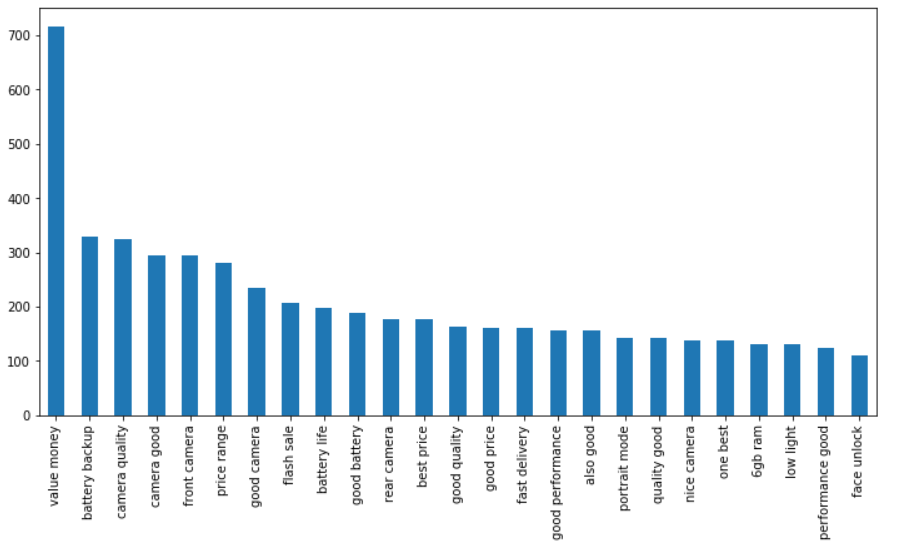 700
600
500
400
300
200
100
0
value money
battery backup
camera quality
camera good
front camera
price range
good camera
flash sale
battery life
good battery
rear camera
best price
good quality
good price
fast delivery
good performance
also good
portrait mode
quality good
nice camera
one best
6gb ram
low light
performance good
face unlock